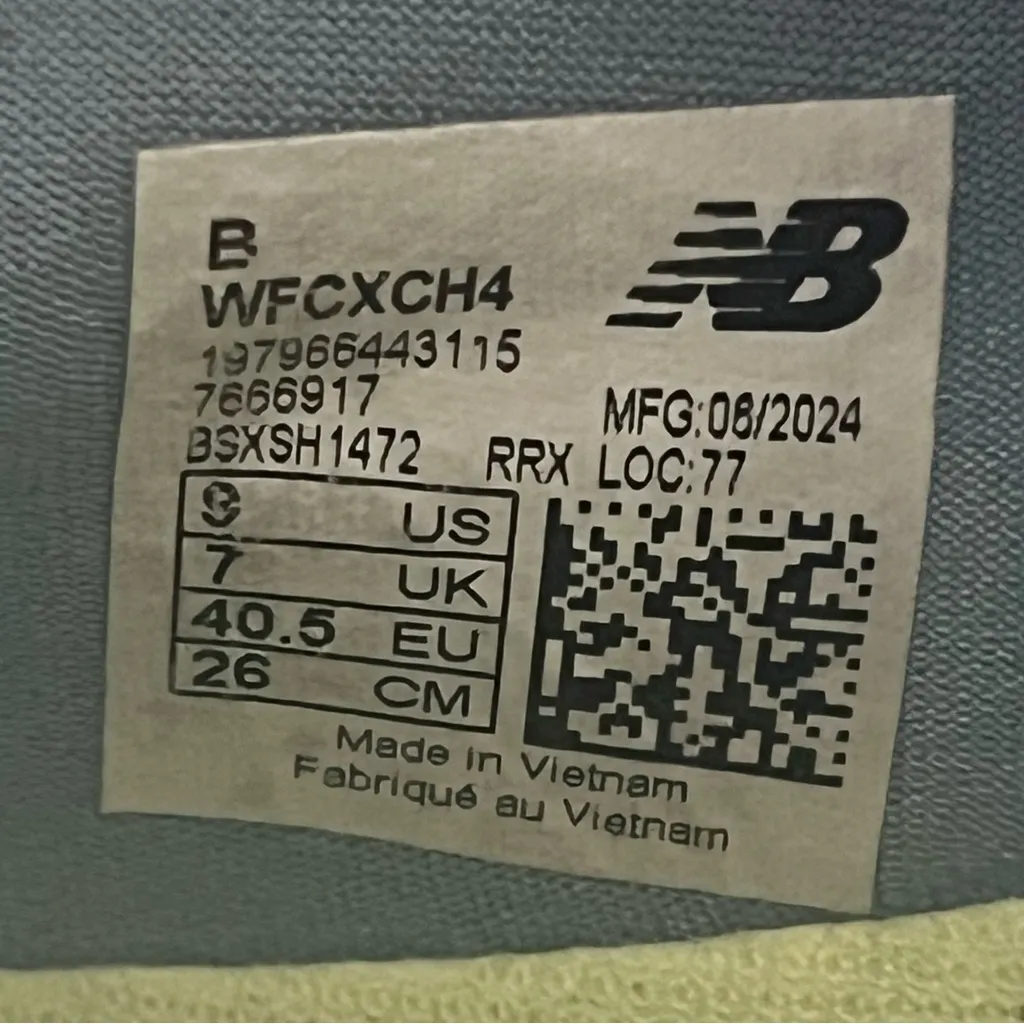 B
WFCXCH4
197966443115
7666917
MFG:08/2024
BSXSH1472 RRX LOC:77
9 US
7 UK
40.5 EU
26 CM
Made in Vietnam
Fabriqué au Vietnam
NB